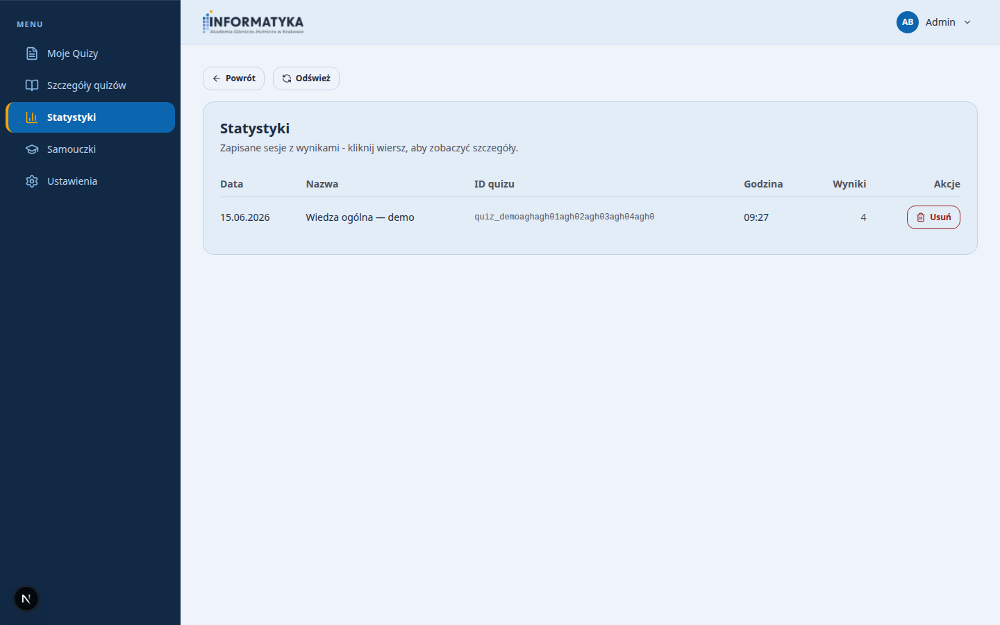 MENU
Moje Quizy
Szczegóły quizów
Statystyki
Samouczki
Ustawienia
N
INFORMATYKA
Akademia Górniczo-Hutnicza w Krakowie
AB Admin
Powrót Odśwież
Statystyki
Zapisane sesje z wynikami - kliknij wiersz, aby zobaczyć szczegóły.
Data Nazwa ID quizu Godzina Wyniki Akcje
15.06.2026 Wiedza ogólna — demo quiz_demoaghagh01agh02agh03agh04agh0 09:27 4 Usuń